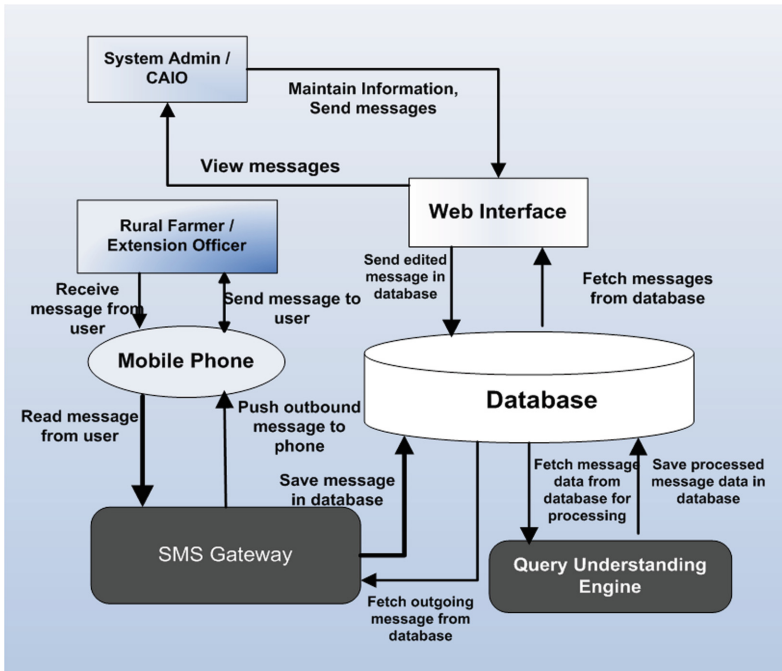 System Admin /
CAIO
Maintain Information,
Send messages
View messages
Rural Farmer /
Extension Officer
Web Interface
Receive
message from
user
Send message to
user
Send edited
message in
database
Fetch messages
from database
Mobile Phone
Database
Read message
from user
Push outbound
message to
phone
Save message
in database
Fetch message
data from
database for
processing
Save processed
message data in
database
SMS Gateway
Query Understanding
Engine
Fetch outgoing
message from
database